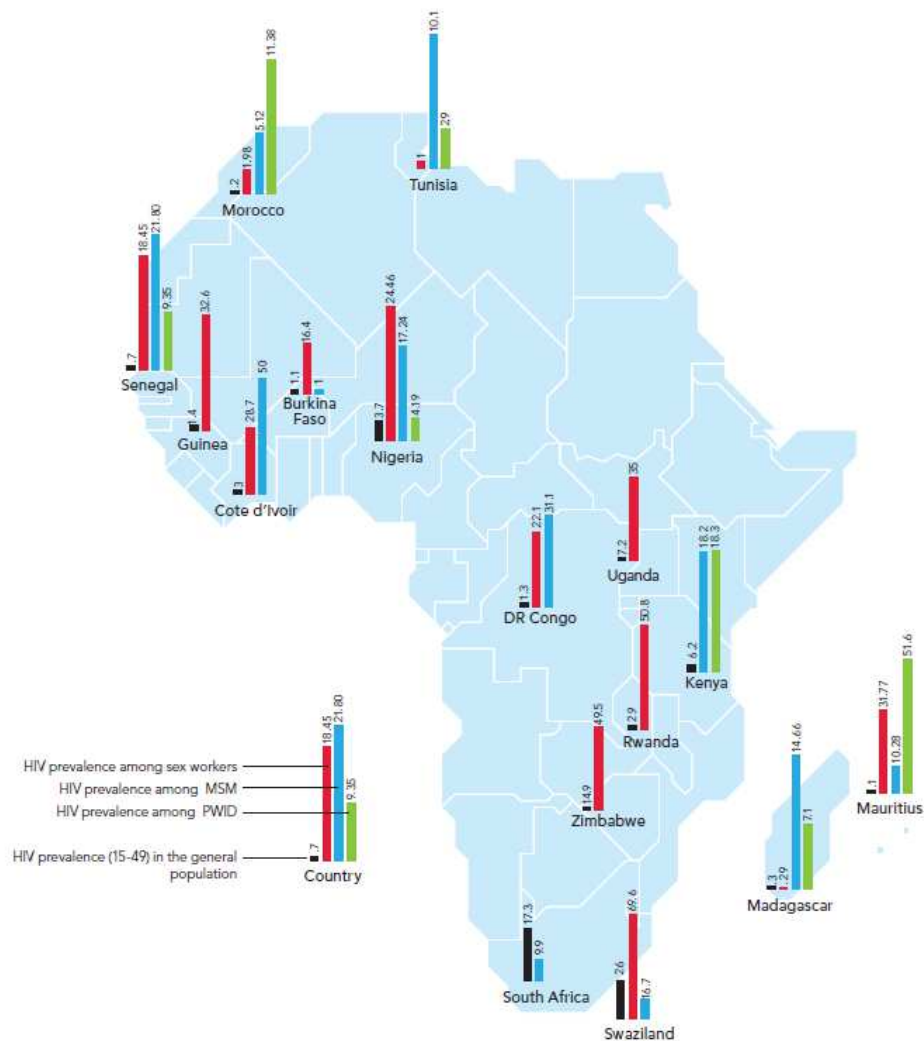 .2
1.98
5.12
11.38
Morocco
1
10.1
2.9
Tunisia
.7
18.45
21.80
9.35
Senegal
1.4
32.6
Guinea
3
28.7
50
Cote d'Ivoir
1.1
16.4
1
Burkina
Faso
3.7
24.46
17.24
4.19
Nigeria
1.3
22.1
31.1
DR Congo
7.2
35
Uganda
6.2
18.2
18.3
Kenya
2.9
50.8
Rwanda
14.9
49.5
Zimbabwe
.1
31.77
10.28
51.6
Mauritius
.3
.29
14.66
7.1
Madagascar
17.3
9.9
South Africa
26
69.6
16.7
Swaziland
HIV prevalence among sex workers
HIV prevalence among MSM
HIV prevalence among PWID
HIV prevalence (15-49) in the general
population
.7
18.45
21.80
9.35
Country